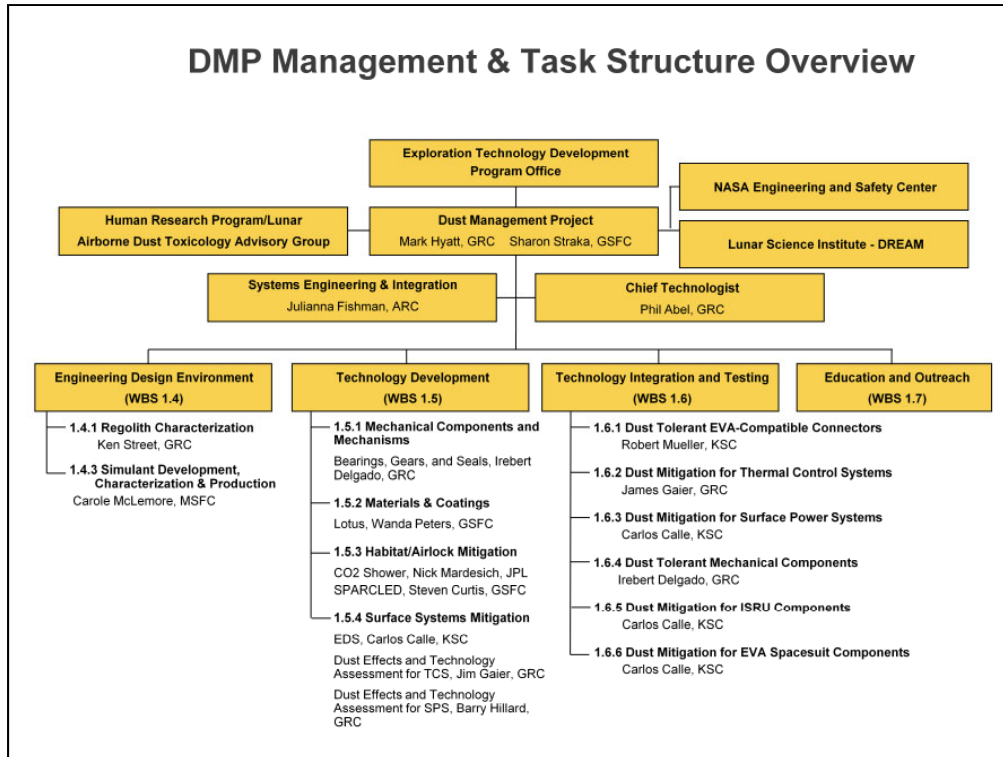 DMP Management & Task Structure Overview
Exploration Technology Development
Program Office
NASA Engineering and Safety Center
Human Research Program/Lunar
Airborne Dust Toxicology Advisory Group
Dust Management Project
Mark Hyatt, GRC Sharon Straka, GSFC
Lunar Science Institute - DREAM
Systems Engineering & Integration
Julianna Fishman, ARC
Chief Technologist
Phil Abel, GRC
Engineering Design Environment
(WBS 1.4)
1.4.1 Regolith Characterization
Ken Street, GRC
1.4.3 Simulant Development,
Characterization & Production
Carole McLemore, MSFC
Technology Development
(WBS 1.5)
1.5.1 Mechanical Components and
Mechanisms
Bearings, Gears, and Seals, Irebert
Delgado, GRC
1.5.2 Materials & Coatings
Lotus, Wanda Peters, GSFC
1.5.3 Habitat/Airlock Mitigation
CO2 Shower, Nick Mardesich, JPL
SPARCLED, Steven Curtis, GSFC
1.5.4 Surface Systems Mitigation
EDS, Carlos Calle, KSC
Dust Effects and Technology
Assessment for TCS, Jim Gaier, GRC
Dust Effects and Technology
Assessment for SPS, Barry Hillard,
GRC
Technology Integration and Testing
(WBS 1.6)
1.6.1 Dust Tolerant EVA-Compatible Connectors
Robert Mueller, KSC
1.6.2 Dust Mitigation for Thermal Control Systems
James Gaier, GRC
1.6.3 Dust Mitigation for Surface Power Systems
Carlos Calle, KSC
1.6.4 Dust Tolerant Mechanical Components
Irebert Delgado, GRC
1.6.5 Dust Mitigation for ISRU Components
Carlos Calle, KSC
1.6.6 Dust Mitigation for EVA Spacesuit Components
Carlos Calle, KSC
Education and Outreach
(WBS 1.7)